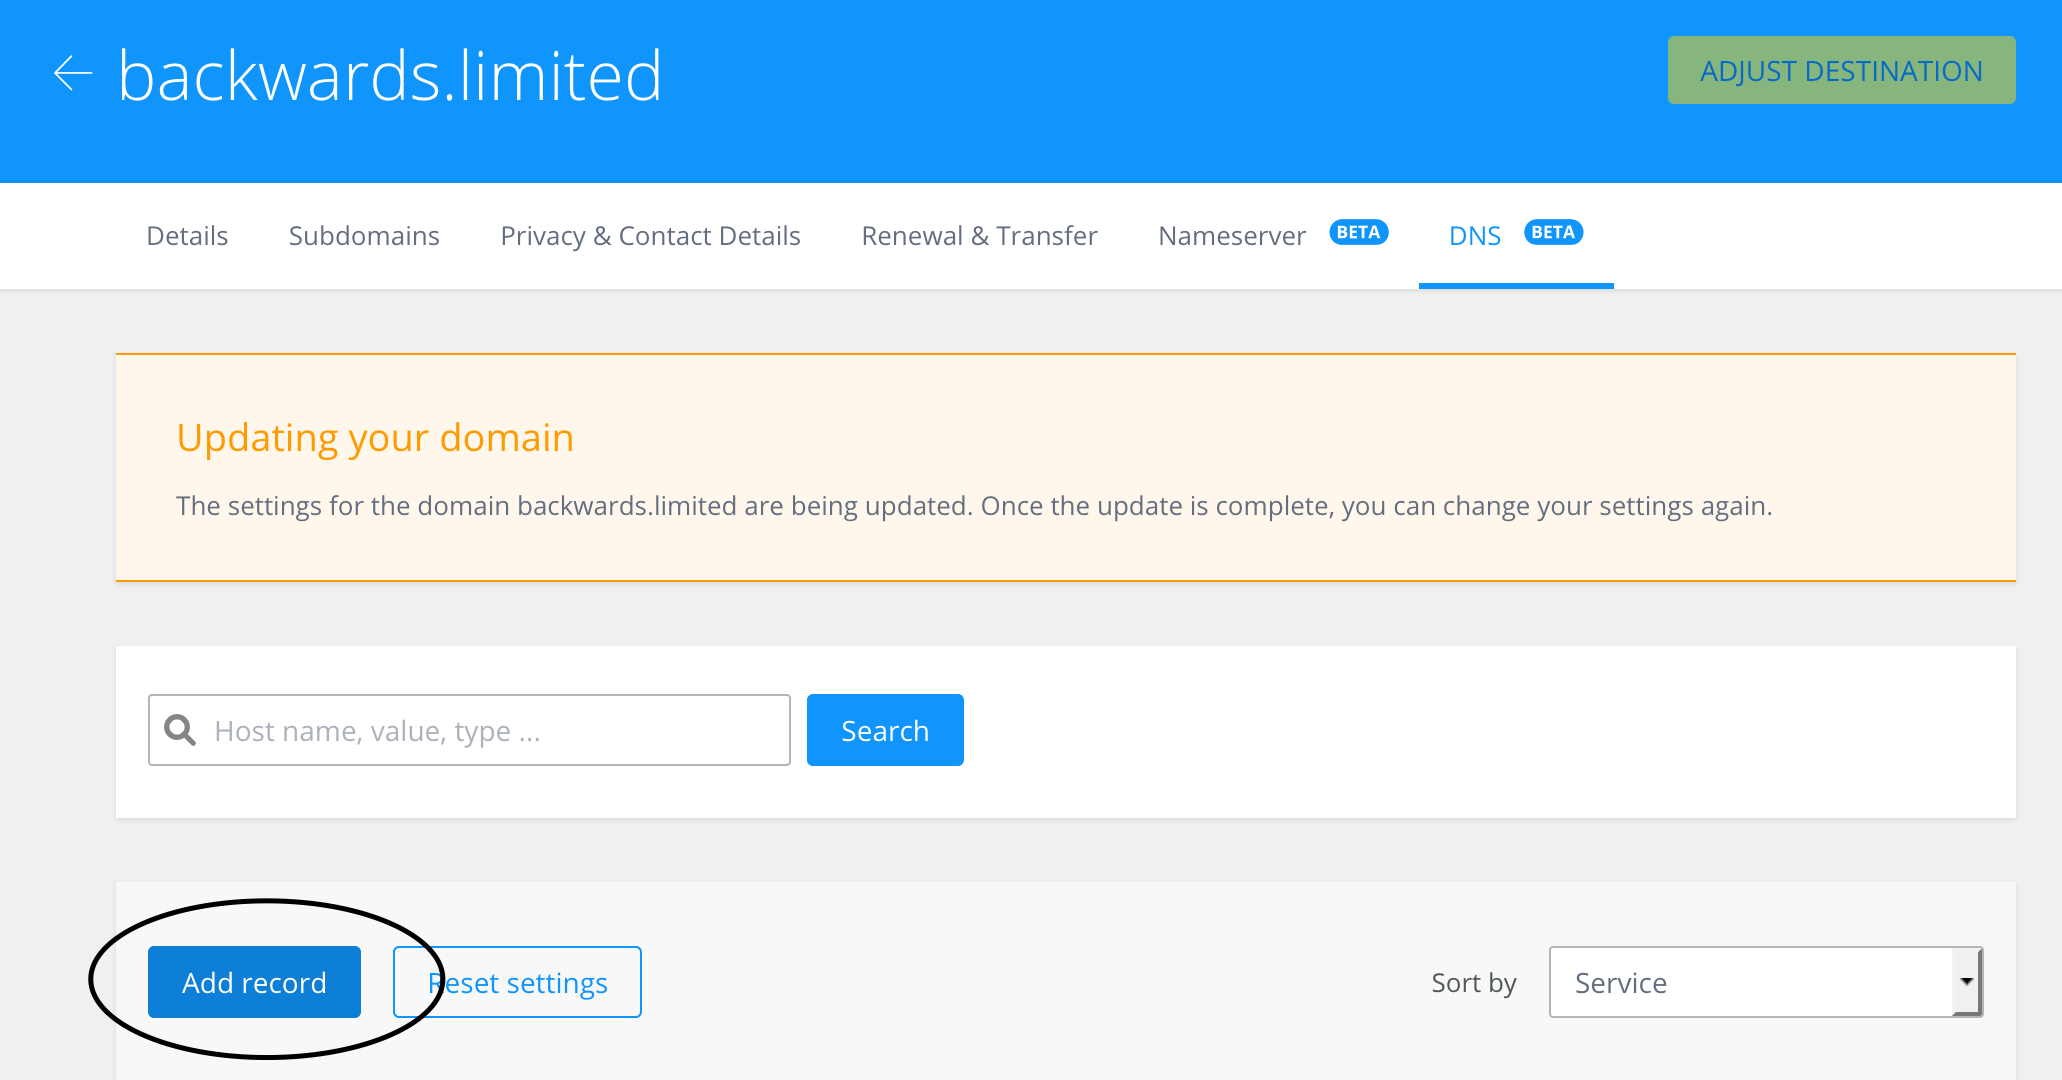 backwards.limited
ADJUST DESTINATION
Details Subdomains Privacy & Contact Details Renewal & Transfer Nameserver BETA DNS BETA
Updating your domain
The settings for the domain backwards.limited are being updated. Once the update is complete, you can change your settings again.
Host name, value, type ... Search
Add record Reset settings Sort by Service